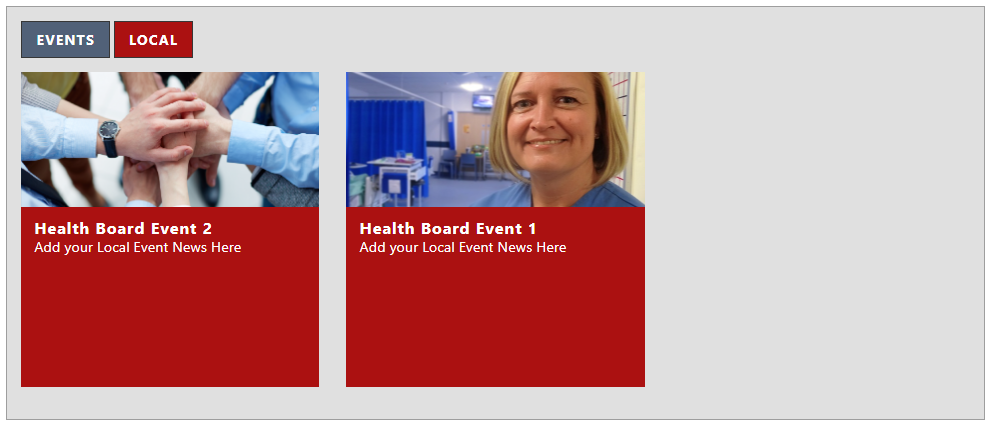 EVENTS LOCAL
Health Board Event 2
Add your Local Event News Here
Health Board Event 1
Add your Local Event News Here